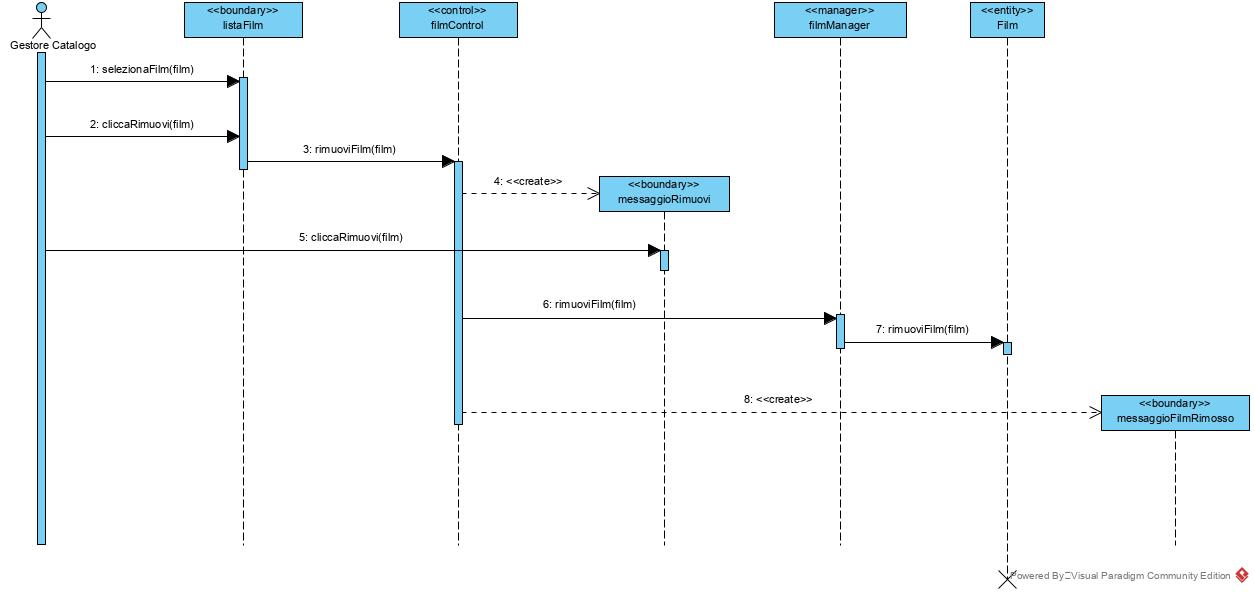 <<boundary>>
listaFilm
<<control>>
filmControl
<<manager>>
filmManager
<<entity>>
Film
Gestore Catalogo
1: selezionaFilm(film)
2: cliccaRimuovi(film)
3: rimuoviFilm(film)
4: <<create>>
<<boundary>>
messaggioRimuovi
5: cliccaRimuovi(film)
6: rimuoviFilm(film)
7: rimuoviFilm(film)
8: <<create>>
<<boundary>>
messaggioFilmRimosso
Powered By Visual Paradigm Community Edition